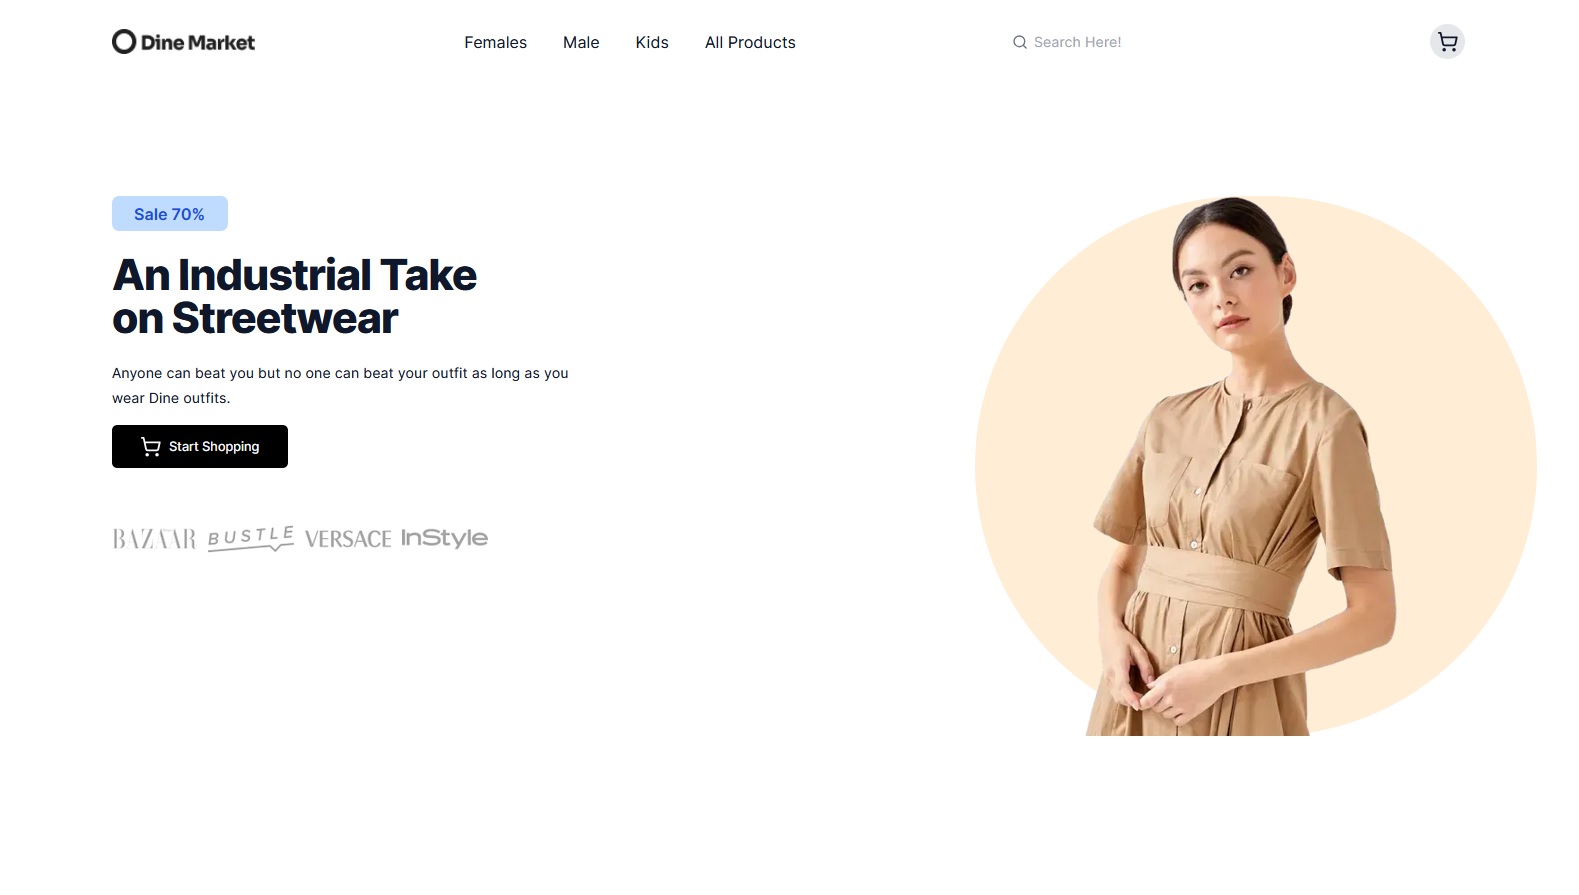 Dine Market
Females
Male
Kids
All Products
Search Here!
Sale 70%
An Industrial Take
on Streetwear
Anyone can beat you but no one can beat your outfit as long as you
wear Dine outfits.
Start Shopping
BAZAAR BUSTLE VERSACE InStyle